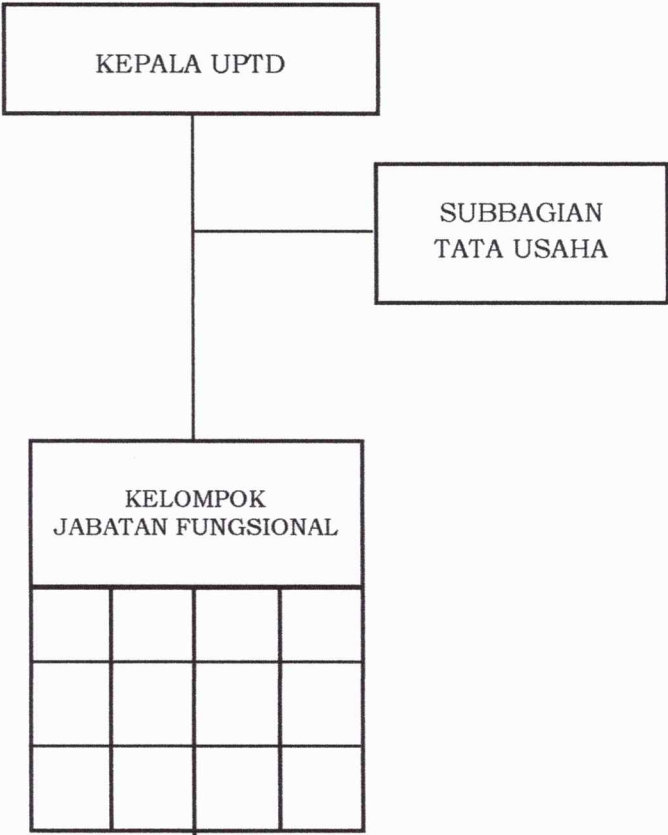 KEPALA UPTD
SUBBAGIAN
TATA USAHA
KELOMPOK
JABATAN FUNGSIONAL